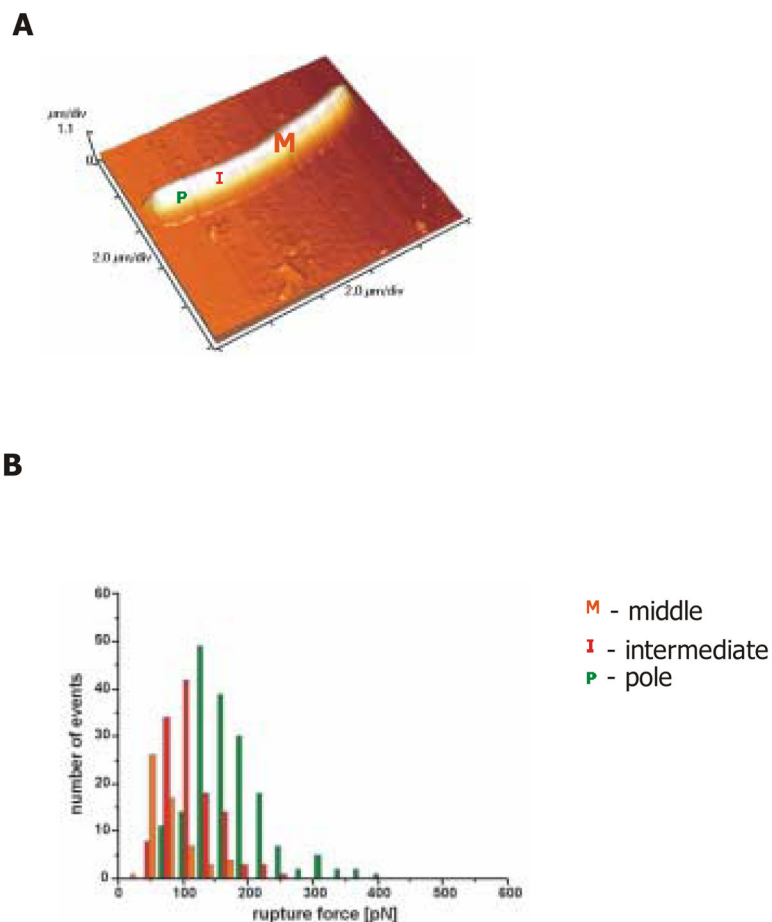 A
µm/div
1.1
0
M
I
P
2.0 µm/div
2.0 µm/div
B
60
50
40
30
20
10
0
number of events
0 100 200 300 400 500 600
rupture force [pN]
M - middle
I - intermediate
P - pole